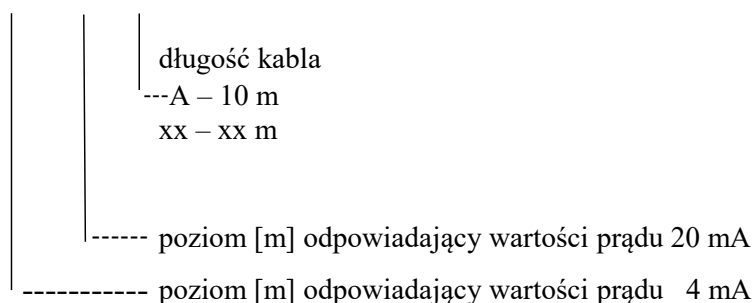 długość kabla
---A – 10 m
xx – xx m
------ poziom [m] odpowiadający wartości prądu 20 mA
----------- poziom [m] odpowiadający wartości prądu 4 mA